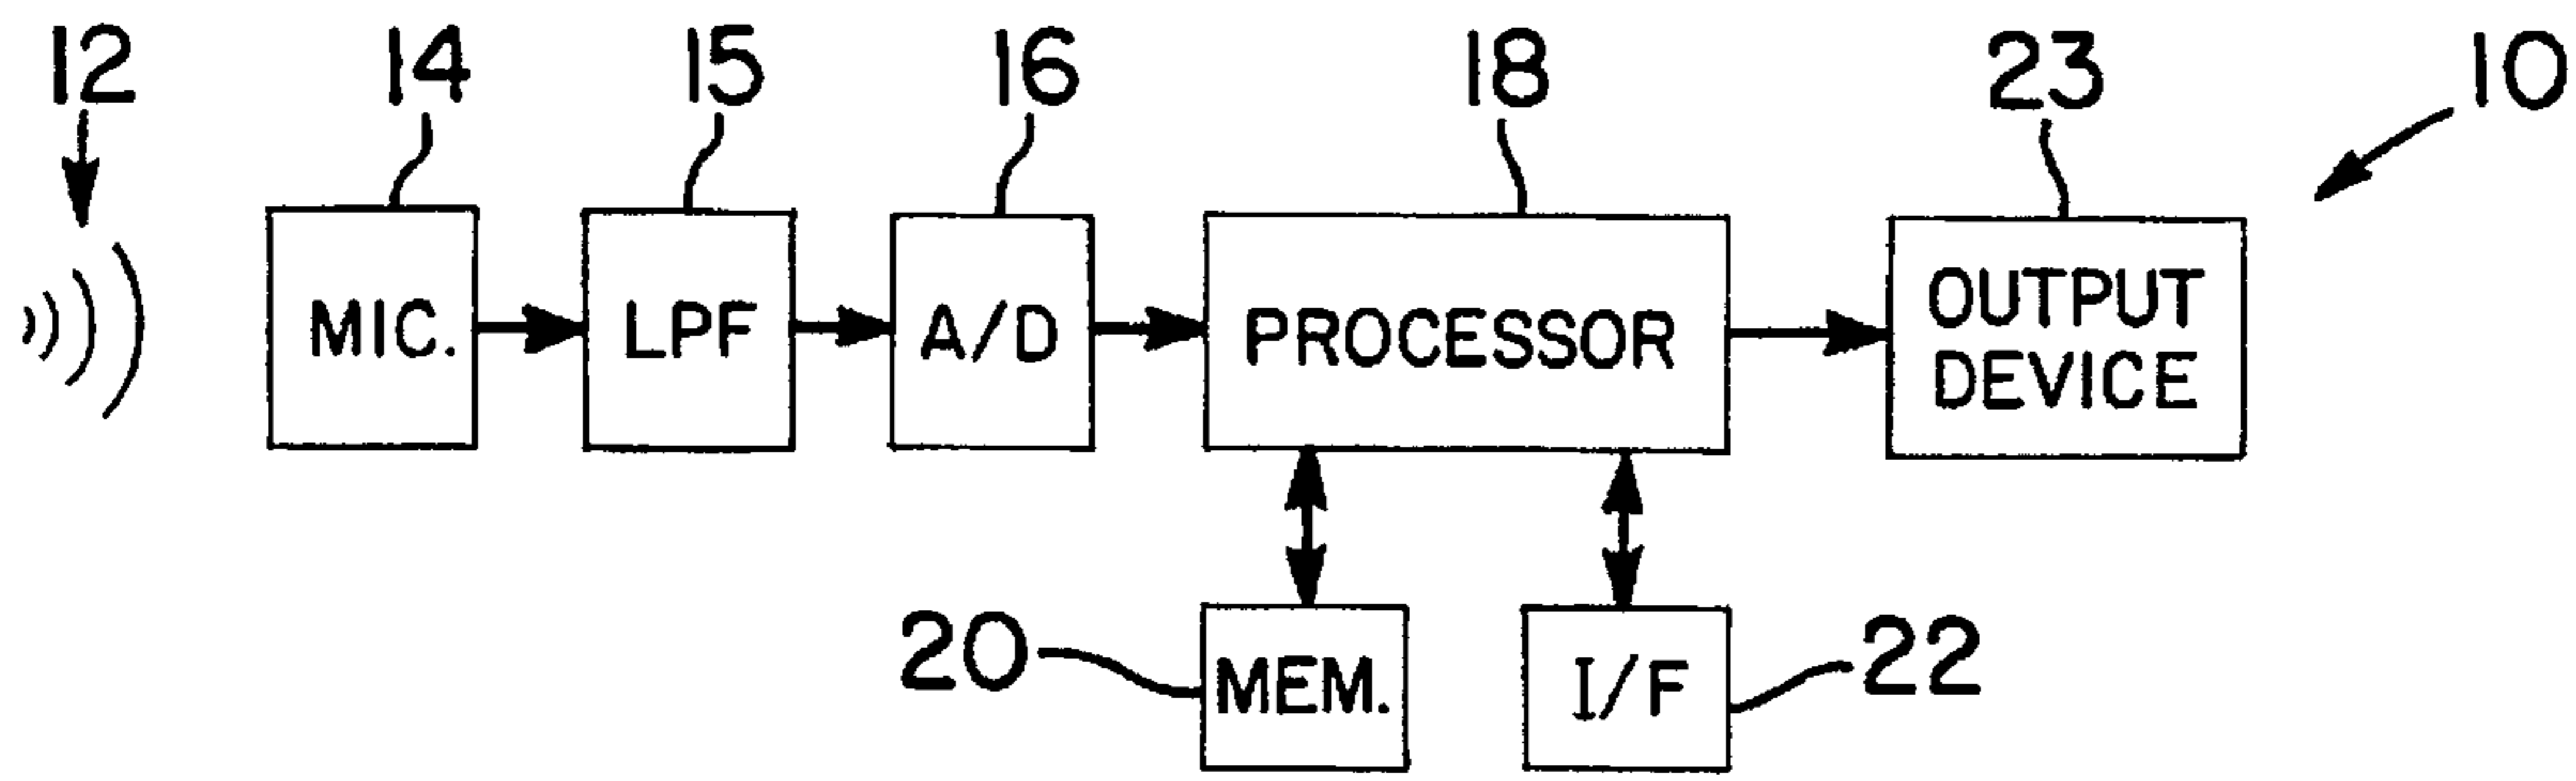 12 14 15 16 18 23 10
MIC. LPF A/D PROCESSOR OUTPUT
DEVICE
20 MEM. I/F 22